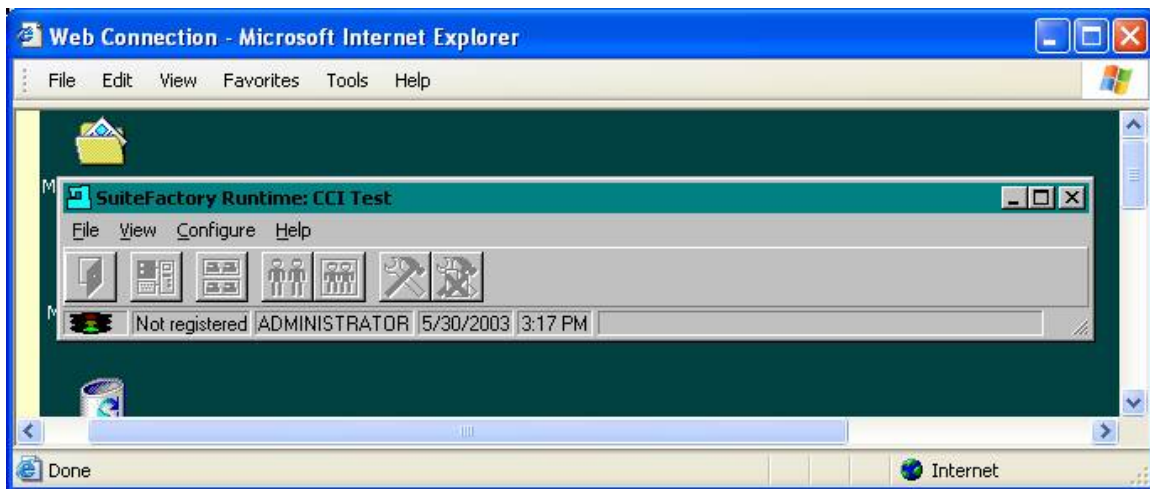 Web Connection - Microsoft Internet Explorer
File Edit View Favorites Tools Help
M
SuiteFactory Runtime: CCI Test
File View Configure Help
M
Not registered ADMINISTRATOR 5/30/2003 3:17 PM
Done Internet